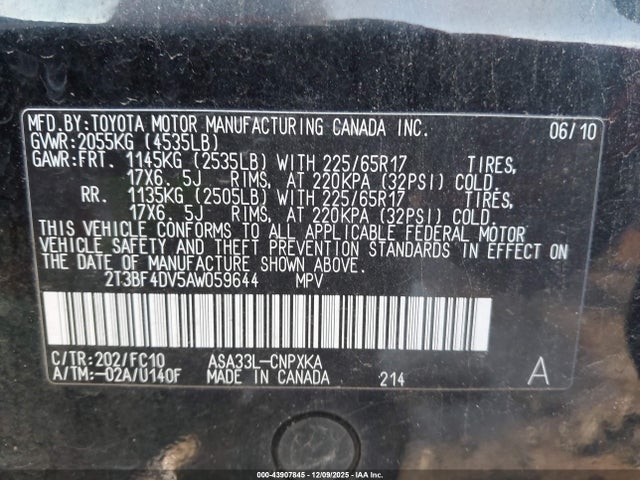 MFD.BY:TOYOTA MOTOR MANUFACTURING CANADA INC. 06/10
GVWR:2055KG (4535LB)
GAWR:FRT. 1145KG (2535LB) WITH 225/65R17 TIRES,
17X6. 5J RIMS, AT 220KPA (32PSI) COLD.
RR. 1135KG (2505LB) WITH 225/65R17 TIRES,
17X6. 5J RIMS, AT 220KPA (32PSI) COLD.
THIS VEHICLE CONFORMS TO ALL APPLICABLE FEDERAL MOTOR
VEHICLE SAFETY AND THEFT PREVENTION STANDARDS IN EFFECT ON
THE DATE OF MANUFACTURE SHOWN ABOVE.
2T3BF4DV5AW059644 MPV
C/TR:202/FC10 ASA33L-CNPXKA
A/TM:-02A/U140F MADE IN CANADA 214 A
000-43907845 - 12/09/2025 - IAA Inc.